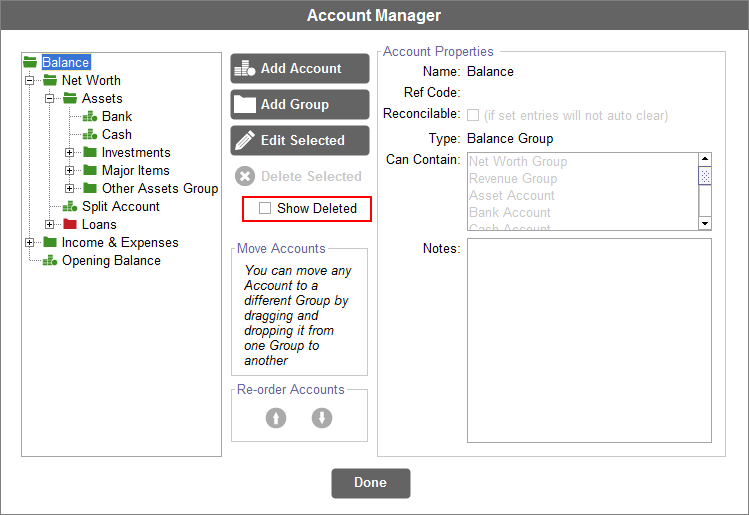 Account Manager
Balance
Net Worth
Assets
Bank
Cash
Investments
Major Items
Other Assets Group
Split Account
Loans
Income & Expenses
Opening Balance
Add Account
Add Group
Edit Selected
Delete Selected
Show Deleted
Move Accounts
You can move any
Account to a
different Group by
dragging and
dropping it from
one Group to
another
Re-order Accounts
Account Properties
Name: Balance
Ref Code:
Reconcilable: (if set entries will not auto clear)
Type: Balance Group
Can Contain: Net Worth Group
Revenue Group
Asset Account
Bank Account
Cash Account
Notes:
Done